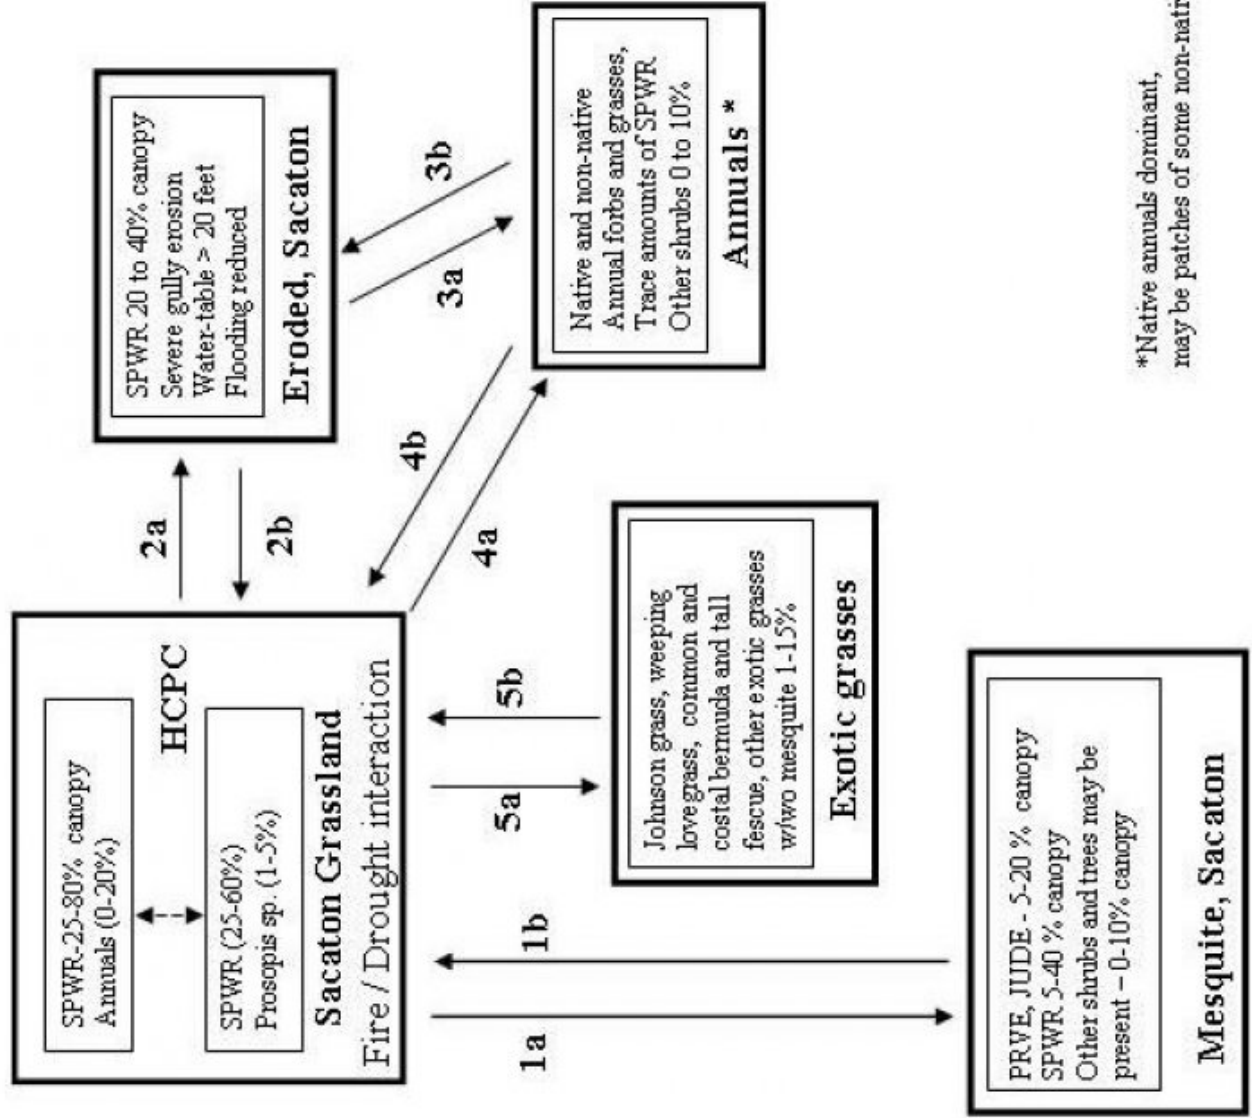 SPWR-25-80% canopy
Annuals (0-20%)
HCPC
SPWR (25-60%)
Prosopis sp. (1-5%)
Sacaton Grassland
Fire / Drought interaction
2a
2b
SPWR 20 to 40% canopy
Severe gully erosion
Water-table > 20 feet
Flooding reduced
Eroded, Sacaton
4b
4a
3a
3b
Native and non-native
Annual forbs and grasses,
Trace amounts of SPWR
Other shrubs 0 to 10%
Annuals *
5a
5b
Johnson grass, weeping
lovegrass, common and
costal bermuda and tall
fescue, other exotic grasses
w/wo mesquite 1-15%
Exotic grasses
1a
1b
PRVE, JUDE - 5-20 % canopy
SPWR 5-40 % canopy
Other shrubs and trees may be
present – 0-10% canopy
Mesquite, Sacaton
*Native annuals dominant,
may be patches of some non-nati